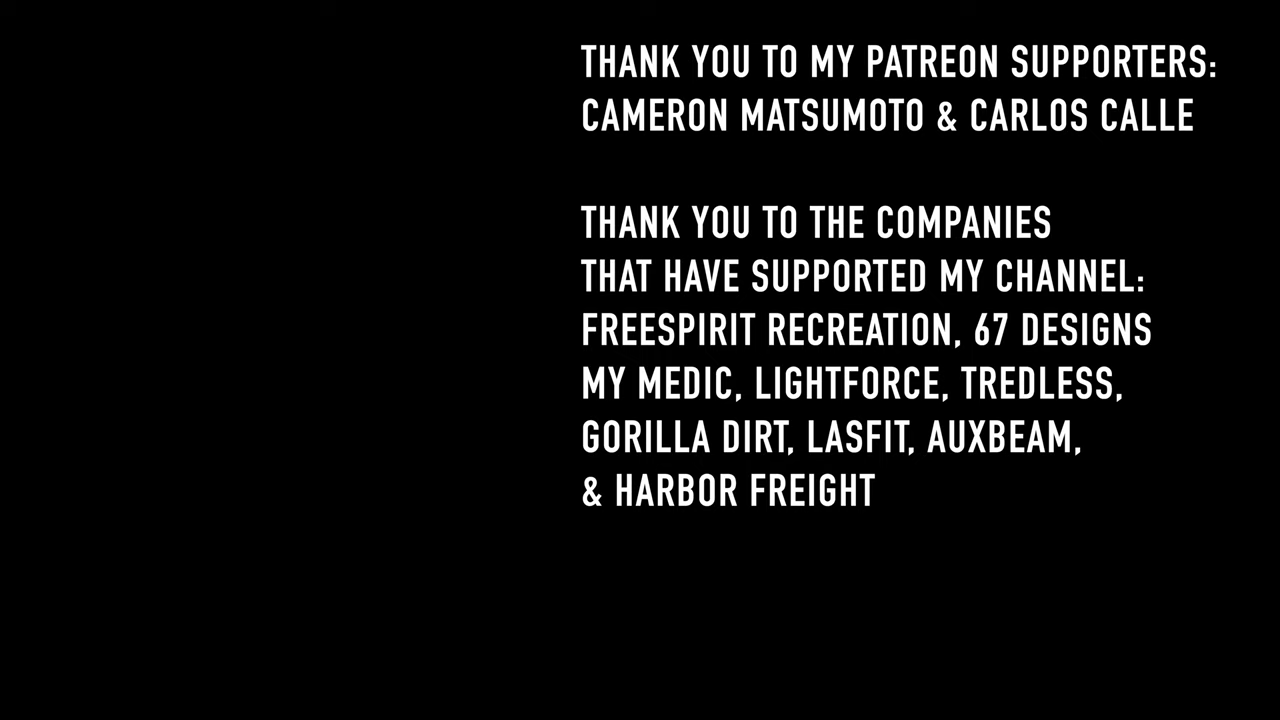 THANK YOU TO MY PATREON SUPPORTERS:
CAMERON MATSUMOTO & CARLOS CALLE
THANK YOU TO THE COMPANIES
THAT HAVE SUPPORTED MY CHANNEL:
FREESPIRIT RECREATION, 67 DESIGNS
MY MEDIC, LIGHTFORCE, TREDLESS,
GORILLA DIRT, LASFIT, AUXBEAM,
& HARBOR FREIGHT